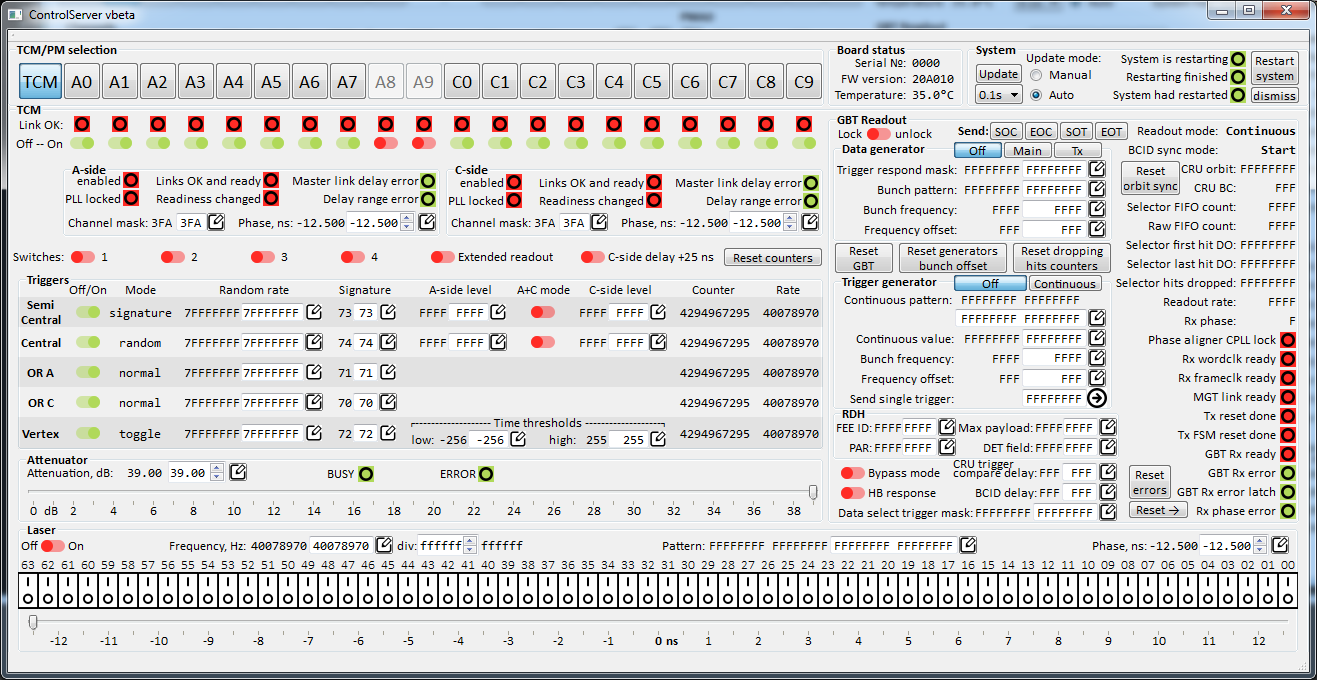 ControlServer vbeta
TCM/PM selection
TCM A0 A1 A2 A3 A4 A5 A6 A7 A8 A9 C0 C1 C2 C3 C4 C5 C6 C7 C8 C9
Board status
Serial №: 0000
FW version: 20A010
Temperature: 35.0°C
System
Update
0.1s
Update mode:
Manual
Auto
System is restarting
Restarting finished
System had restarted
Restart
system
dismiss
TCM
Link OK:
Off -- On
A-side
enabled Links OK and ready Master link delay error
PLL locked Readiness changed Delay range error
Channel mask: 3FA 3FA Phase, ns: -12.500 -12.500
C-side
enabled Links OK and ready Master link delay error
PLL locked Readiness changed Delay range error
Channel mask: 3FA 3FA Phase, ns: -12.500 -12.500
Switches: 1 2 3 4 Extended readout C-side delay +25 ns Reset counters
Triggers
Off/On Mode Random rate Signature A-side level A+C mode C-side level Counter Rate
Semi
Central signature 7FFFFFFF 7FFFFFFF 73 73 FFFF FFFF FFFF FFFF 4294967295 40078970
Central random 7FFFFFFF 7FFFFFFF 74 74 FFFF FFFF FFFF FFFF 4294967295 40078970
OR A normal 7FFFFFFF 7FFFFFFF 71 71 4294967295 40078970
OR C normal 7FFFFFFF 7FFFFFFF 70 70 4294967295 40078970
Time thresholds
Vertex toggle 7FFFFFFF 7FFFFFFF 72 72 low: -256 -256 high: 255 255 4294967295 40078970
Attenuator
Attenuation, dB: 39.00 39.00 BUSY ERROR
0 dB 2 4 6 8 10 12 14 16 18 20 22 24 26 28 30 32 34 36 38
GBT Readout
Lock unlock Send: SOC EOC SOT EOT
Data generator Off Main Tx
Trigger respond mask: FFFFFFFF FFFFFFFF
Bunch pattern: FFFFFFFF FFFFFFFF
Bunch frequency: FFFF FFFF
Frequency offset: FFF FFF
Reset
GBT
Reset generators
bunch offset
Reset dropping
hits counters
Trigger generator Off Continuous
Continuous pattern: FFFFFFFF FFFFFFFF
FFFFFFFF FFFFFFFF
Continuous value: FFFFFFFF FFFFFFFF
Bunch frequency: FFFF FFFF
Frequency offset: FFF FFF
Send single trigger: FFFFFFFF
RDH
FEE ID: FFFF FFFF Max payload: FFFF FFFF
PAR: FFFF FFFF DET field: FFFF FFFF
CRU trigger
Bypass mode compare delay: FFF FFF
HB response BCID delay: FFF FFF
Data select trigger mask: FFFFFFFF FFFFFFFF
Readout mode: Continuous
BCID sync mode: Start
Reset
orbit sync
CRU orbit: FFFFFFFF
CRU BC: FFF
Selector FIFO count: FFFF
Raw FIFO count: FFFF
Selector first hit DO: FFFFFFFF
Selector last hit DO: FFFFFFFF
Selector hits dropped: FFFFFFFF
Readout rate: FFFF
Rx phase: F
Phase aligner CPLL lock
Rx wordclk ready
Rx frameclk ready
MGT link ready
Tx reset done
Tx FSM reset done
GBT Rx ready
GBT Rx error
GBT Rx error latch
Rx phase error
Reset
errors
Reset →
Laser
Off On Frequency, Hz: 40078970 40078970 div: ffffff ffffff Pattern: FFFFFFFF FFFFFFFF FFFFFFFF FFFFFFFF Phase, ns: -12.500 -12.500
63 62 61 60 59 58 57 56 55 54 53 52 51 50 49 48 47 46 45 44 43 42 41 40 39 38 37 36 35 34 33 32 31 30 29 28 27 26 25 24 23 22 21 20 19 18 17 16 15 14 13 12 11 10 09 08 07 06 05 04 03 02 01 00
-12 -11 -10 -9 -8 -7 -6 -5 -4 -3 -2 -1 0 ns 1 2 3 4 5 6 7 8 9 10 11 12